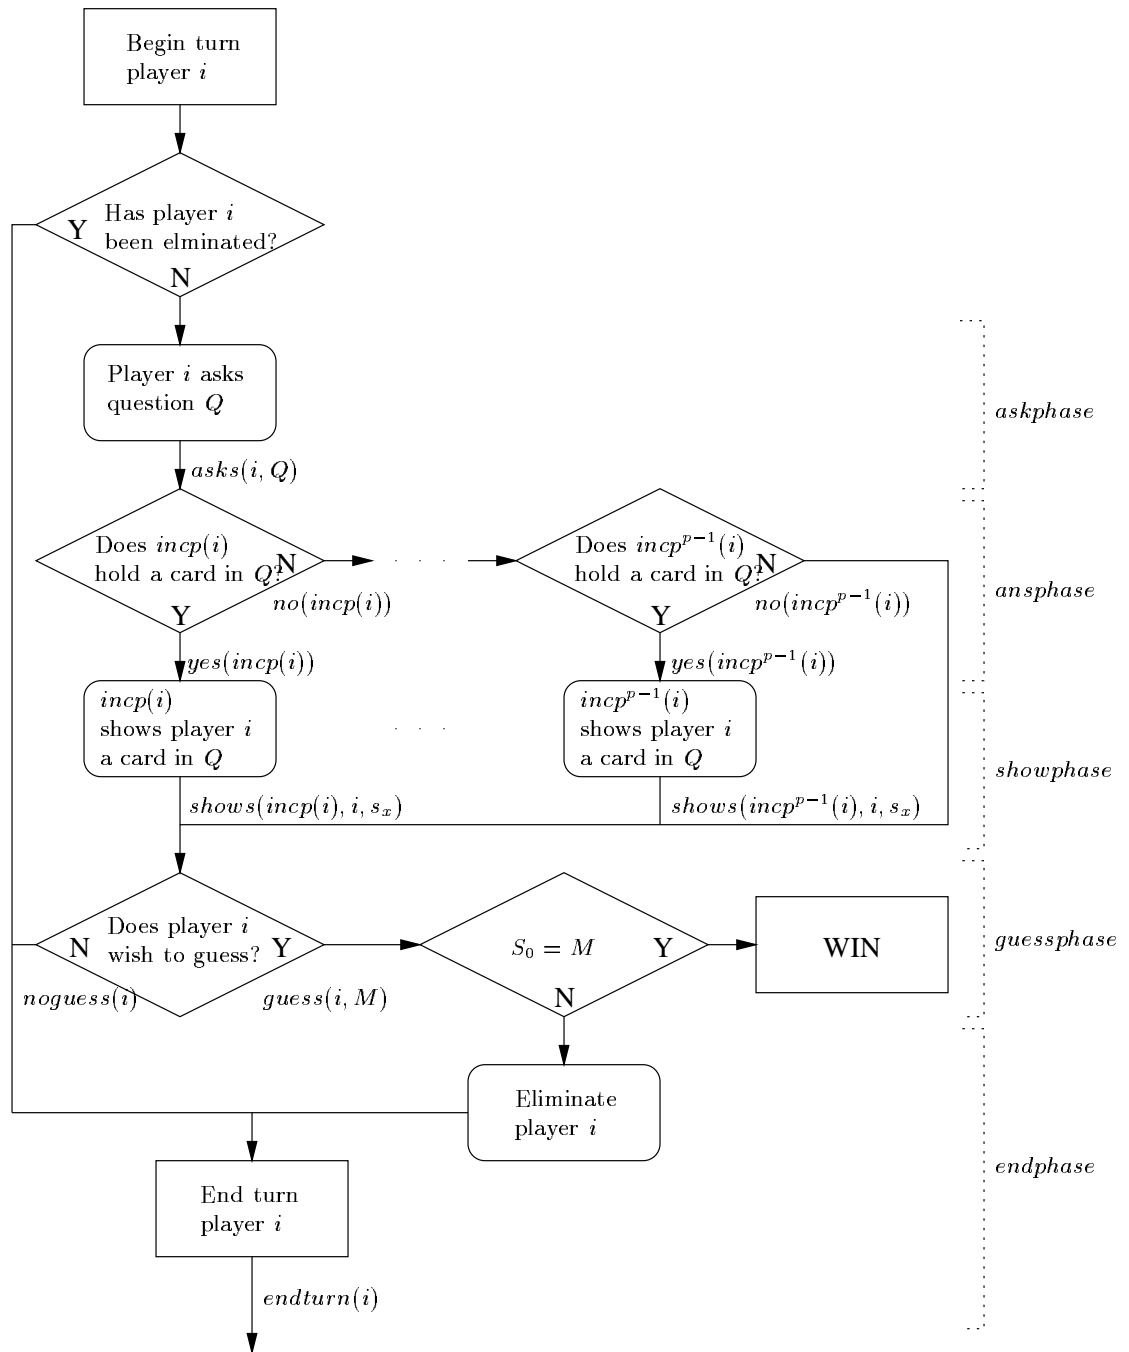 Begin turn
player i
Has player i
been elminated?
Y
N
Player i asks
question Q
askphase
asks(i, Q)
Does incp(i)
hold a card in Q?
N
Y
no(incp(i))
. . .
Does incp^{p−1}(i)
hold a card in Q?
N
Y
no(incp^{p−1}(i))
ansphase
yes(incp(i))
yes(incp^{p−1}(i))
incp(i)
shows player i
a card in Q
. . .
incp^{p−1}(i)
shows player i
a card in Q
showphase
shows(incp(i), i, s_x)
shows(incp^{p−1}(i), i, s_x)
Does player i
wish to guess?
N
Y
noguess(i)
guess(i, M)
S_0 = M
Y
N
WIN
guessphase
Eliminate
player i
End turn
player i
endphase
endturn(i)